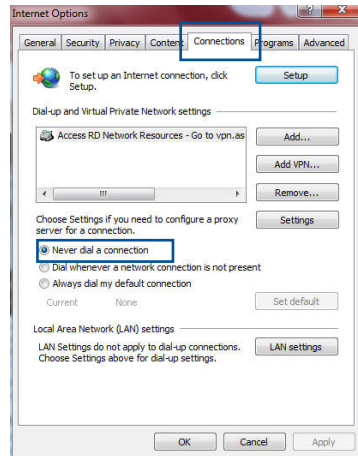 Internet Options
General Security Privacy Content Connections Programs Advanced
To set up an Internet connection, click
Setup.
Setup
Dial-up and Virtual Private Network settings
Access RD Network Resources - Go to vpn.as
Add...
Add VPN...
Remove...
Choose Settings if you need to configure a proxy
server for a connection.
Settings
Never dial a connection
Dial whenever a network connection is not present
Always dial my default connection
Current None
Set default
Local Area Network (LAN) settings
LAN Settings do not apply to dial-up connections.
Choose Settings above for dial-up settings.
LAN settings
OK Cancel Apply